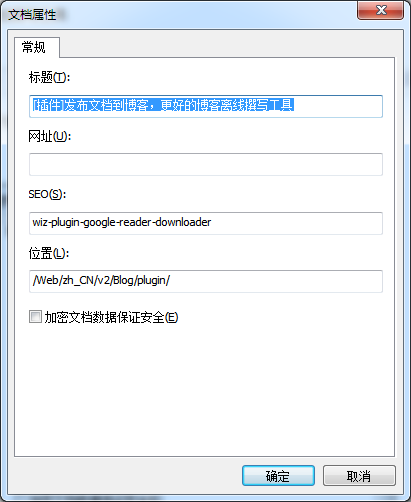 文档属性
常规
标题(T):
[插件]发布文档到博客，更好的博客离线撰写工具
网址(U):
SEO(S):
wiz-plugin-google-reader-downloader
位置(L):
/Web/zh_CN/v2/Blog/plugin/
加密文档数据保证安全(E)
确定
取消